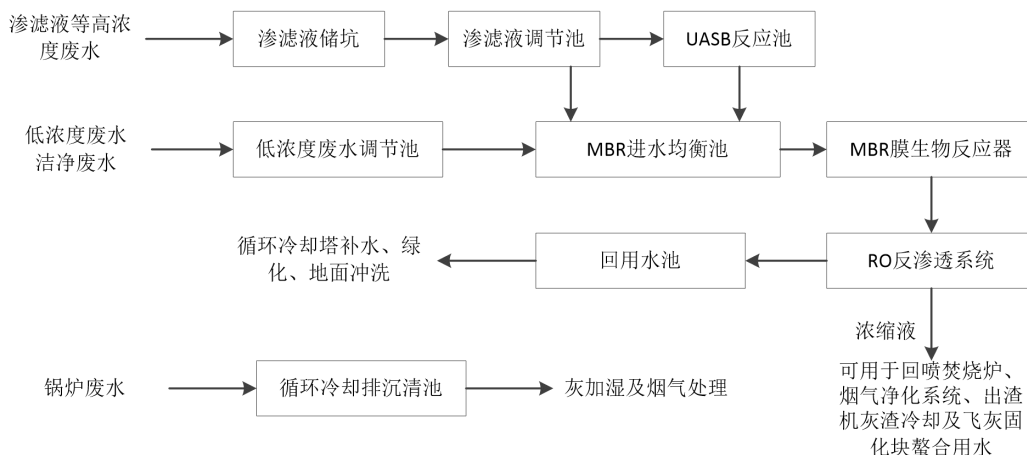 渗滤液等高浓
度废水
渗滤液储坑
渗滤液调节池
UASB反应池
低浓度废水
洁净废水
低浓度废水调节池
MBR进水均衡池
MBR膜生物反应器
循环冷却塔补水、绿
化、地面冲洗
回用水池
RO反渗透系统
浓缩液
锅炉废水
循环冷却排沉清池
灰加湿及烟气处理
可用于回喷焚烧炉、
烟气净化系统、出渣
机灰渣冷却及飞灰固
化块螯合用水